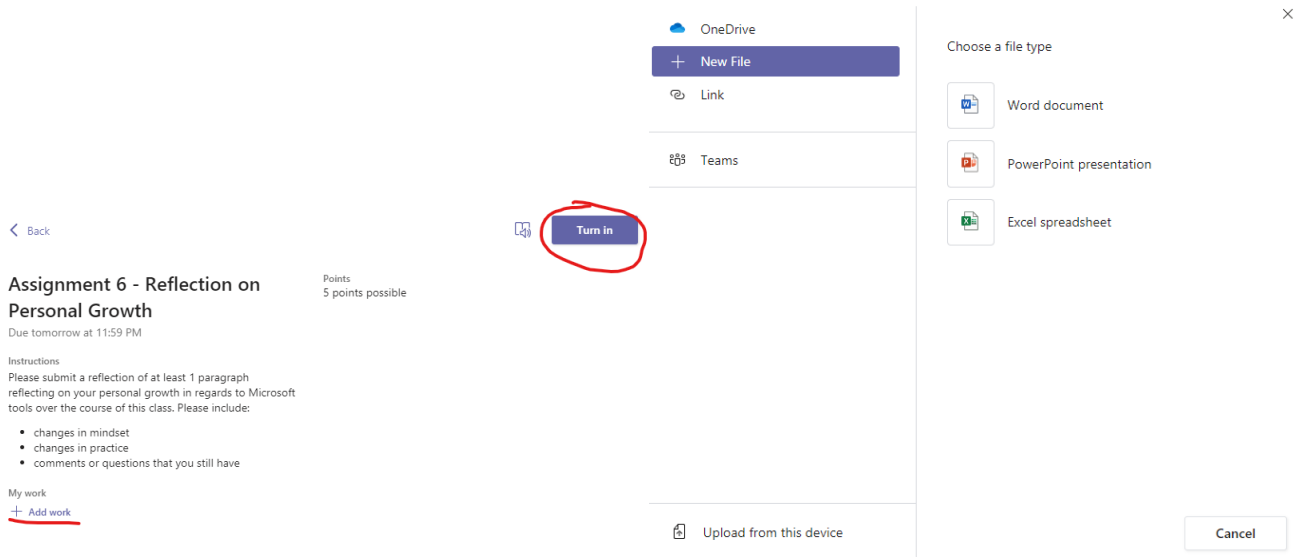 Back
Turn in
Assignment 6 - Reflection on
Personal Growth
Due tomorrow at 11:59 PM
Points
5 points possible
Instructions
Please submit a reflection of at least 1 paragraph
reflecting on your personal growth in regards to Microsoft
tools over the course of this class. Please include:
• changes in mindset
• changes in practice
• comments or questions that you still have
My work
+ Add work
OneDrive
+ New File
Link
Teams
Upload from this device
Choose a file type
Word document
PowerPoint presentation
Excel spreadsheet
Cancel